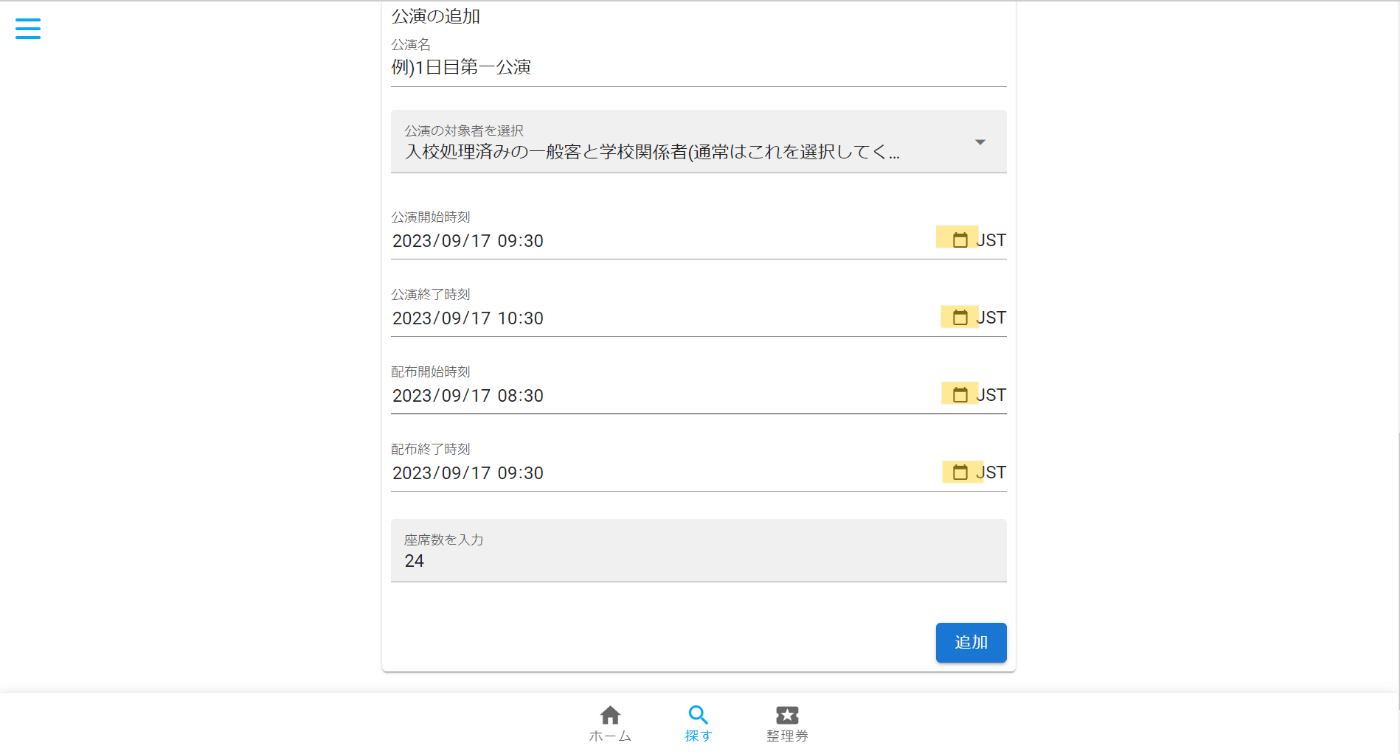 公演の追加
公演名
例)1日目第一公演
公演の対象者を選択
入校処理済みの一般客と学校関係者(通常はこれを選択してく...
公演開始時刻
2023/09/17 09:30 JST
公演終了時刻
2023/09/17 10:30 JST
配布開始時刻
2023/09/17 08:30 JST
配布終了時刻
2023/09/17 09:30 JST
座席数を入力
24
追加
ホーム 探す 整理券